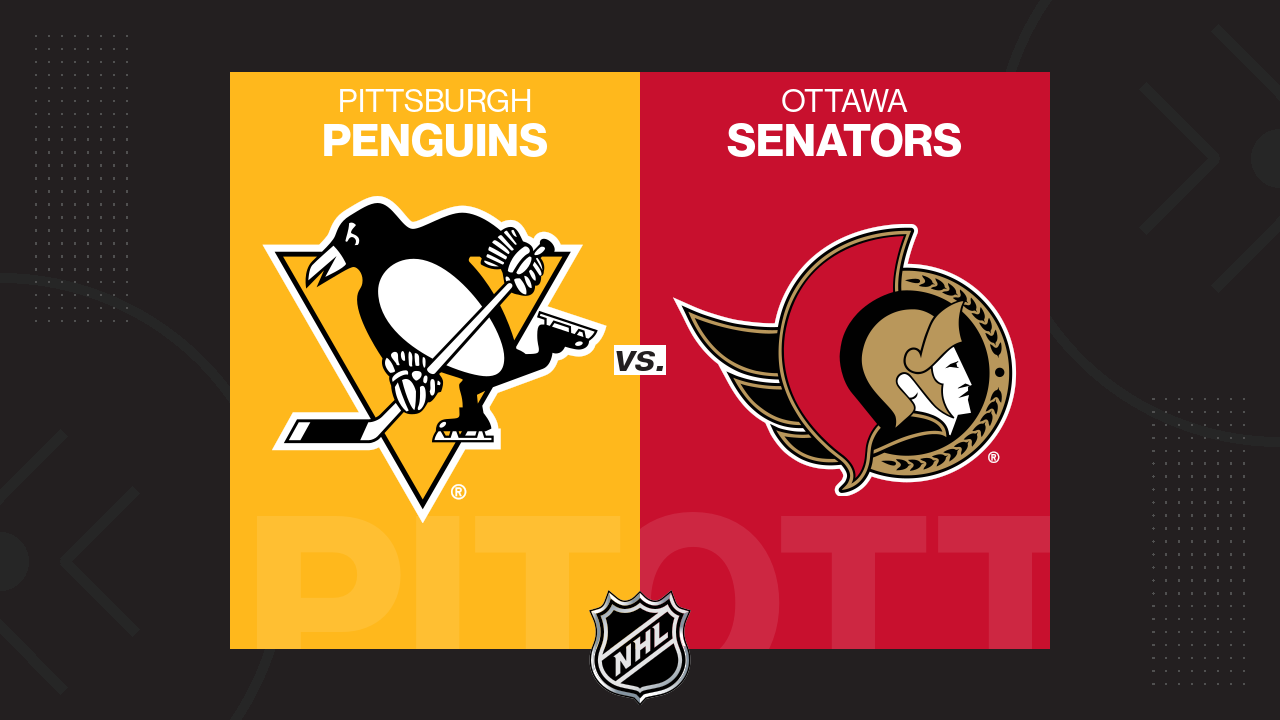 PITTSBURGH
PENGUINS
OTTAWA
SENATORS
vs.
®
®
PIT
OTT
NHL